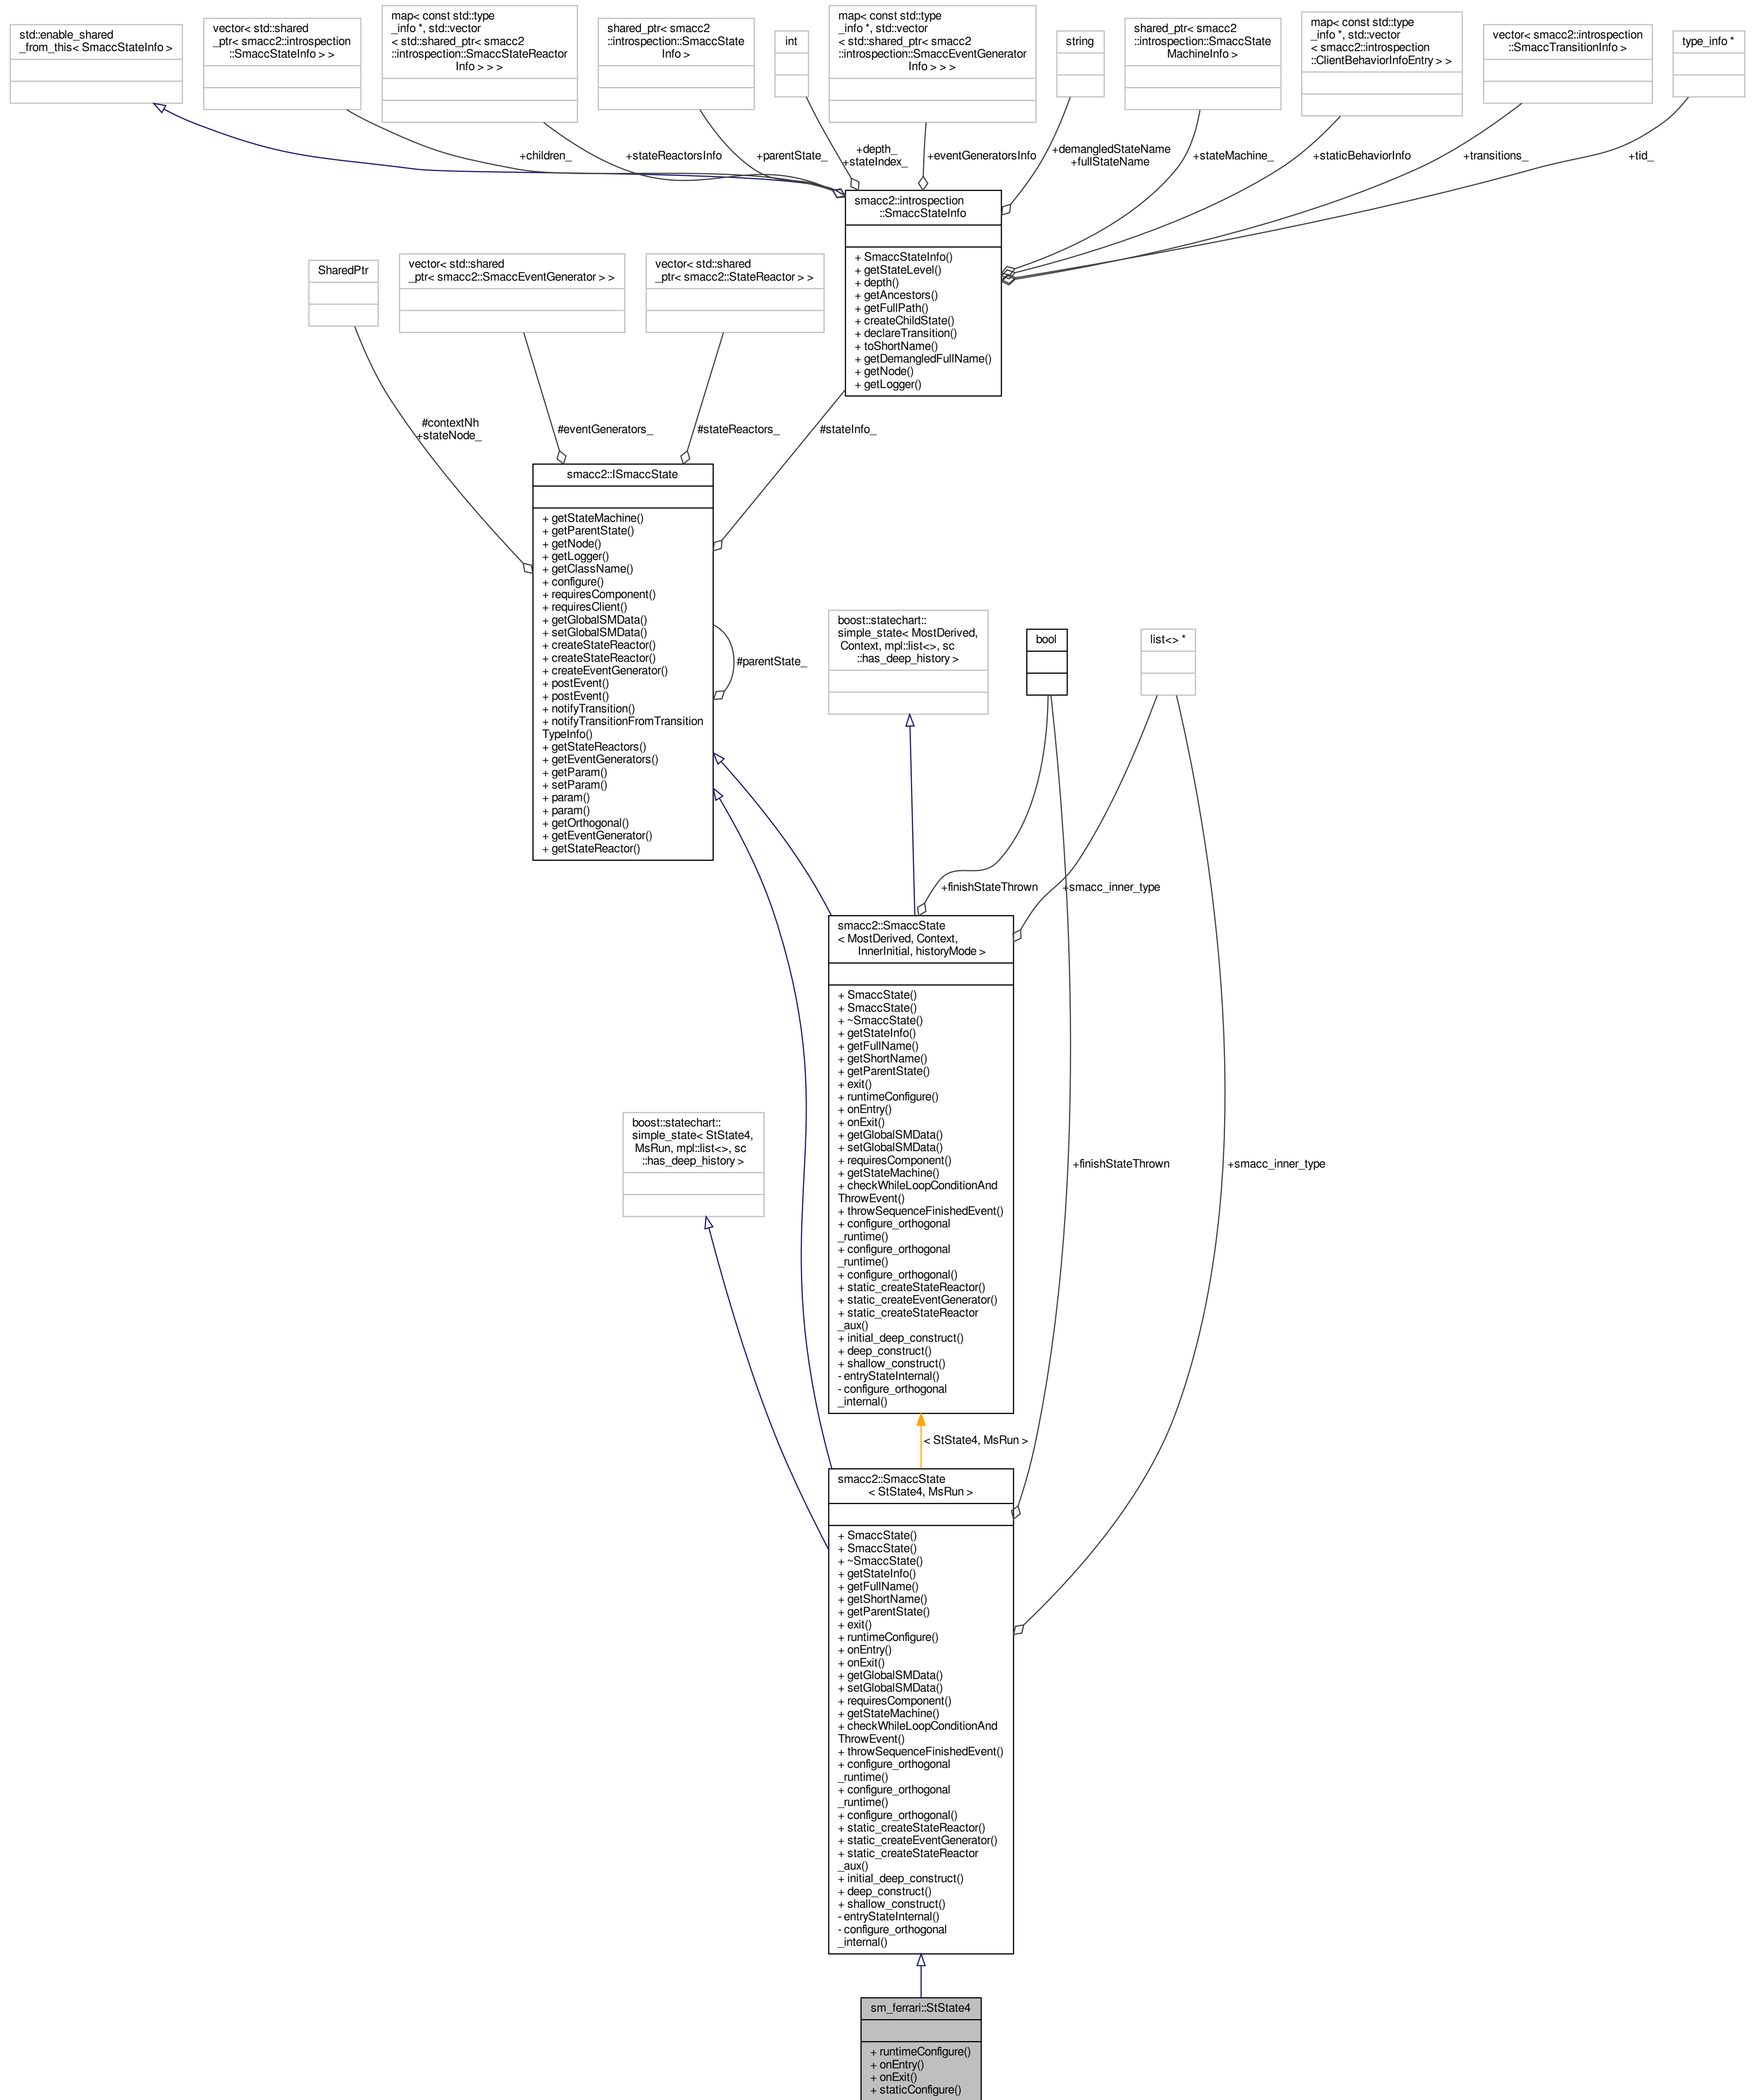 std::enable_shared
_from_this< SmaccStateInfo >
vector< std::shared
_ptr< smacc2::introspection
::SmaccStateInfo > >
map< const std::type
_info *, std::vector
< std::shared_ptr< smacc2
::introspection::SmaccStateReactor
Info > > >
shared_ptr< smacc2
::introspection::SmaccState
Info >
int
map< const std::type
_info *, std::vector
< std::shared_ptr< smacc2
::introspection::SmaccEventGenerator
Info > > >
string
shared_ptr< smacc2
::introspection::SmaccState
MachineInfo >
map< const std::type
_info *, std::vector
< smacc2::introspection
::ClientBehaviorInfoEntry > >
vector< smacc2::introspection
::SmaccTransitionInfo >
type_info *
+children_
+stateReactorsInfo
+parentState_
+depth_
+stateIndex_
+eventGeneratorsInfo
+demangledStateName
+fullStateName
+stateMachine_
+staticBehaviorInfo
+transitions_
+tid_
smacc2::introspection
::SmaccStateInfo
+ SmaccStateInfo()
+ getStateLevel()
+ depth()
+ getAncestors()
+ getFullPath()
+ createChildState()
+ declareTransition()
+ toShortName()
+ getDemangledFullName()
+ getNode()
+ getLogger()
SharedPtr
vector< std::shared
_ptr< smacc2::SmaccEventGenerator > >
vector< std::shared
_ptr< smacc2::StateReactor > >
#contextNh
+stateNode_
#eventGenerators_
#stateReactors_
#stateInfo_
smacc2::ISmaccState
+ getStateMachine()
+ getParentState()
+ getNode()
+ getLogger()
+ getClassName()
+ configure()
+ requiresComponent()
+ requiresClient()
+ getGlobalSMData()
+ setGlobalSMData()
+ createStateReactor()
+ createStateReactor()
+ createEventGenerator()
+ postEvent()
+ postEvent()
+ notifyTransition()
+ notifyTransitionFromTransition
TypeInfo()
+ getStateReactors()
+ getEventGenerators()
+ getParam()
+ setParam()
+ param()
+ param()
+ getOrthogonal()
+ getEventGenerator()
+ getStateReactor()
#parentState_
boost::statechart::
simple_state< MostDerived,
Context, mpl::list<>, sc
::has_deep_history >
bool
list<> *
+finishStateThrown
+smacc_inner_type
smacc2::SmaccState
< MostDerived, Context,
InnerInitial, historyMode >
+ SmaccState()
+ SmaccState()
+ ~SmaccState()
+ getStateInfo()
+ getFullName()
+ getShortName()
+ getParentState()
+ exit()
+ runtimeConfigure()
+ onEntry()
+ onExit()
+ getGlobalSMData()
+ setGlobalSMData()
+ requiresComponent()
+ getStateMachine()
+ checkWhileLoopConditionAnd
ThrowEvent()
+ throwSequenceFinishedEvent()
+ configure_orthogonal
_runtime()
+ configure_orthogonal
_runtime()
+ configure_orthogonal()
+ static_createStateReactor()
+ static_createEventGenerator()
+ static_createStateReactor
_aux()
+ initial_deep_construct()
+ deep_construct()
+ shallow_construct()
- entryStateInternal()
- configure_orthogonal
_internal()
boost::statechart::
simple_state< StState4,
MsRun, mpl::list<>, sc
::has_deep_history >
+finishStateThrown
+smacc_inner_type
< StState4, MsRun >
smacc2::SmaccState
< StState4, MsRun >
+ SmaccState()
+ SmaccState()
+ ~SmaccState()
+ getStateInfo()
+ getFullName()
+ getShortName()
+ getParentState()
+ exit()
+ runtimeConfigure()
+ onEntry()
+ onExit()
+ getGlobalSMData()
+ setGlobalSMData()
+ requiresComponent()
+ getStateMachine()
+ checkWhileLoopConditionAnd
ThrowEvent()
+ throwSequenceFinishedEvent()
+ configure_orthogonal
_runtime()
+ configure_orthogonal
_runtime()
+ configure_orthogonal()
+ static_createStateReactor()
+ static_createEventGenerator()
+ static_createStateReactor
_aux()
+ initial_deep_construct()
+ deep_construct()
+ shallow_construct()
- entryStateInternal()
- configure_orthogonal
_internal()
sm_ferrari::StState4
+ runtimeConfigure()
+ onEntry()
+ onExit()
+ staticConfigure()